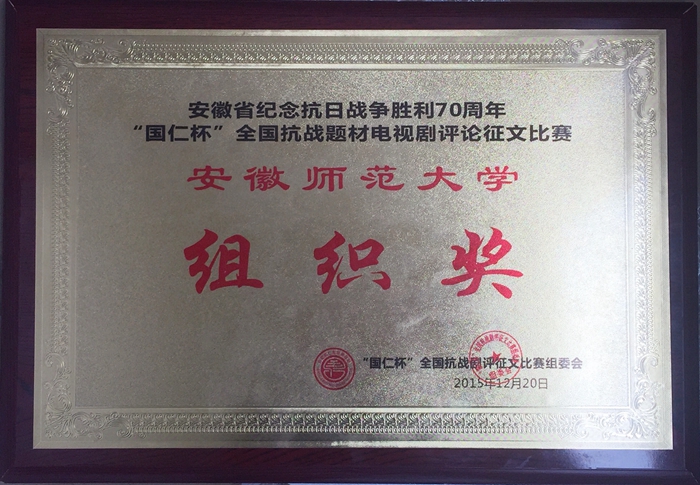 安徽省纪念抗日战争胜利70周年
“国仁杯”全国抗战题材电视剧评论征文比赛
安徽师范大学
组织奖
“国仁杯”全国抗战剧评征文比赛组委会
2015年12月20日